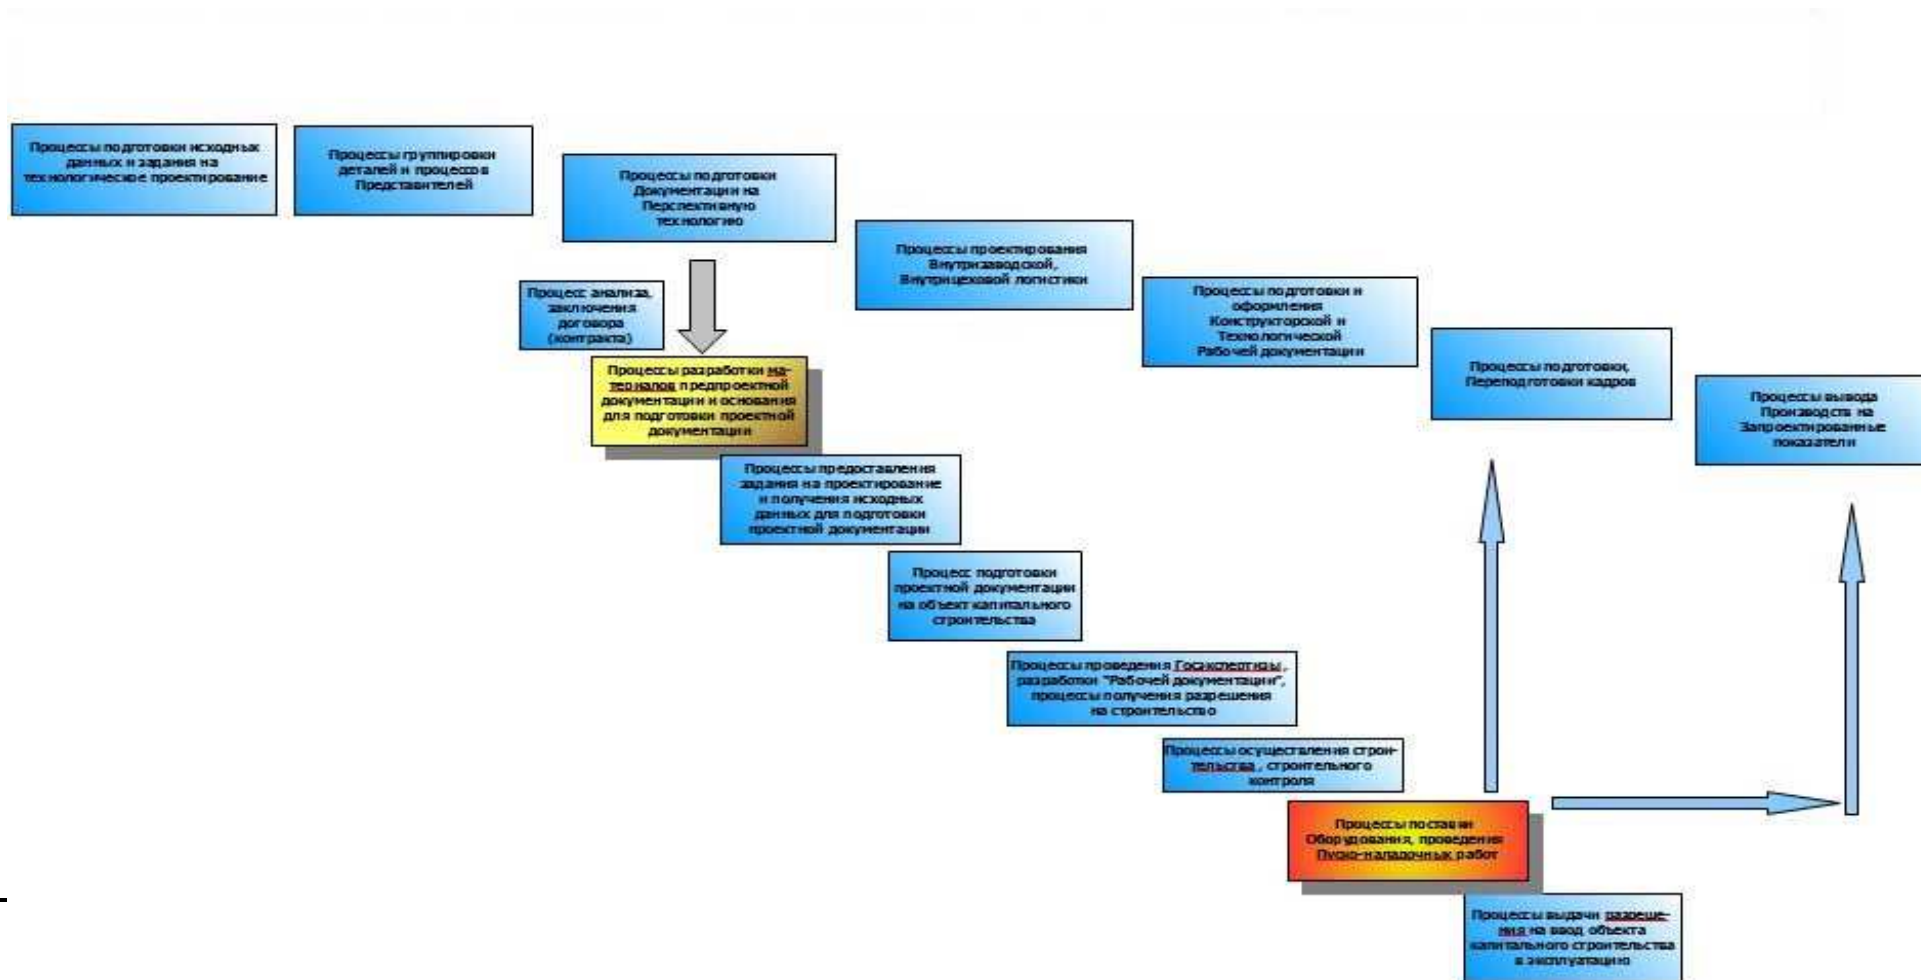 Процессы подготовки исходных
данных и задания на
технологическое проектирование
Процессы группировки
деталей и процессов
Представителей
Процессы подготовки
Документации на
Перспективную
технологию
Процессы проектирования
Внутризаводской,
Внутрицеховой логистики
Процессы подготовки и
оформления
Конструкторской и
Технологической
Рабочей документации
Процессы подготовки,
Переподготовки кадров
Процессы вывода
Производств на
Запроектированные
показатели
Процесс анализа,
заключения
договора
(контракта)
Процессы разработки ма-
териалов предпроектной
документации и основания
для подготовки проектной
документации
Процессы предоставления
задания на проектирование
и получения исходных
данных для подготовки
проектной документации
Процесс подготовки
проектной документации
на объект капитального
строительства
Процессы проведения Госэкспертизы,
разработки "Рабочей документации",
процессы получения разрешения
на строительство
Процессы осуществления строи-
тельства, строительного
контроля
Процессы поставки
Оборудования, проведения
Пуско-наладочных работ
Процессы выдачи разреше-
ния на ввод объекта
капитального строительства
в эксплуатацию